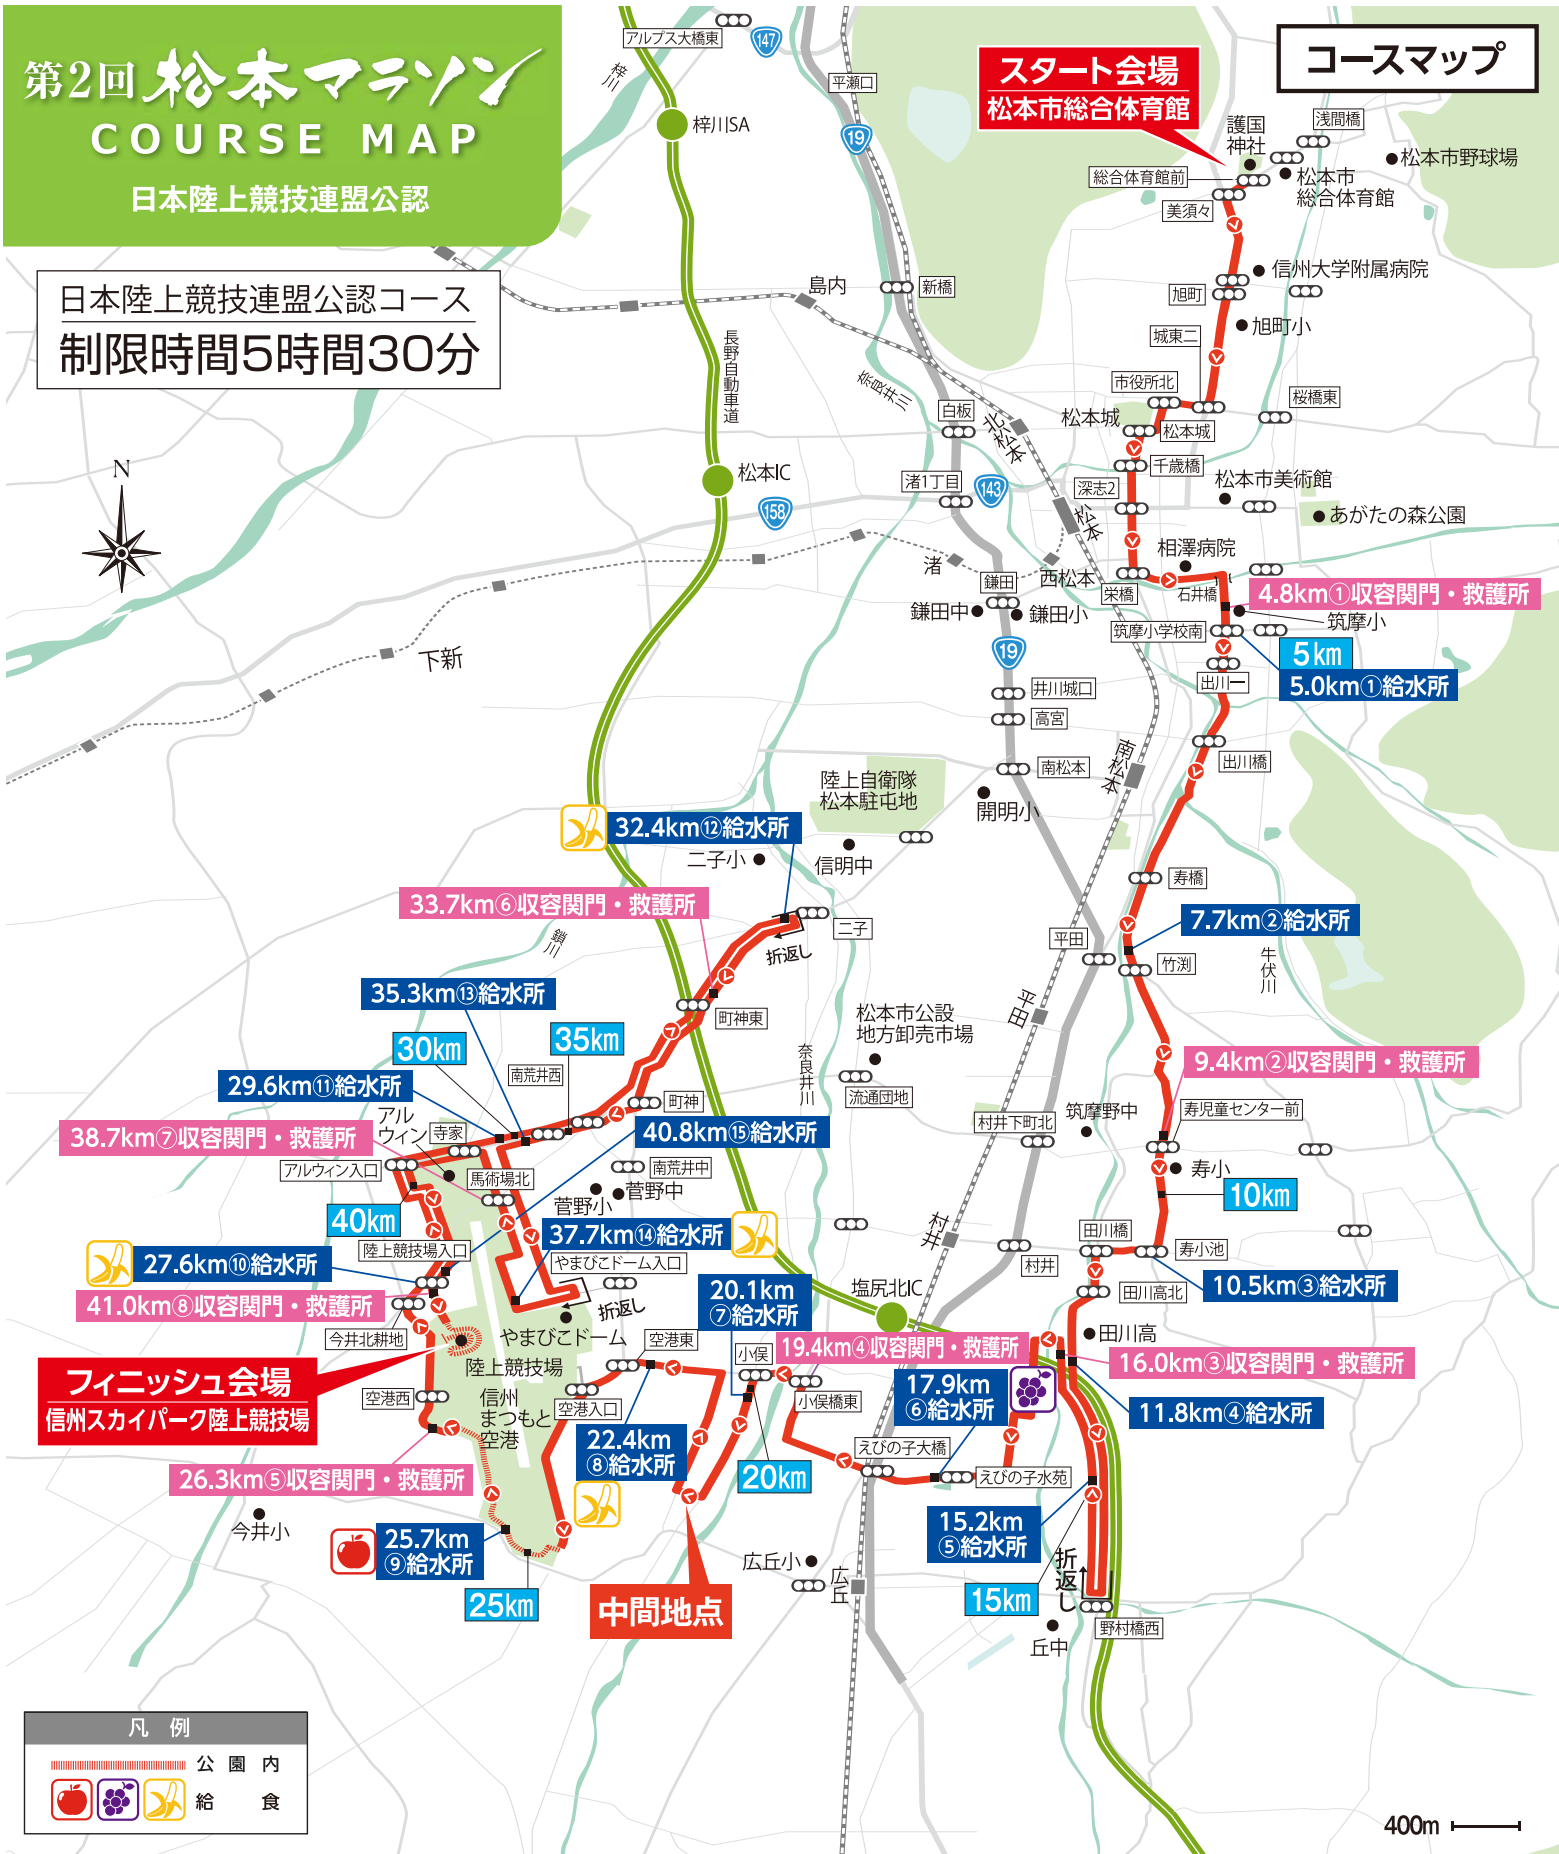 第2回 松本マラソン
COURSE MAP
日本陸上競技連盟公認
コースマップ
日本陸上競技連盟公認コース
制限時間5時間30分
スタート会場
松本市総合体育館
アルプス大橋東
147
梓川
平瀬口
19
梓川SA
護国
神社
浅間橋
松本市野球場
総合体育館前
松本市
総合体育館
美須々
信州大学附属病院
島内
新橋
旭町
旭町小
城東二
長野自動車道
奈良井川
市役所北
桜橋東
白板
北松本
松本城
松本城
千歳橋
N
松本IC
渚1丁目
143
深志2
松本市美術館
158
松本
あがたの森公園
相澤病院
渚
西松本
鎌田
栄橋
石井橋
4.8km①収容関門・救護所
鎌田中
鎌田小
筑摩小
筑摩小学校南
下新
19
5km
5.0km①給水所
出川一
井川城口
高宮
南松本
出川橋
南松本
陸上自衛隊
松本駐屯地
開明小
32.4km⑫給水所
二子小
信明中
寿橋
33.7km⑥収容関門・救護所
二子
7.7km②給水所
鎖川
折返し
平田
竹渕
牛伏川
35.3km⑬給水所
町神東
平田
松本市公設
地方卸売市場
30km
35km
奈良井川
9.4km②収容関門・救護所
29.6km⑪給水所
南荒井西
町神
流通団地
寿児童センター前
アル
ウィン
筑摩野中
村井下町北
38.7km⑦収容関門・救護所
寺家
40.8km⑮給水所
アルウィン入口
馬術場北
南荒井中
寿小
菅野小
菅野中
10km
40km
37.7km⑭給水所
村井
田川橋
寿小池
陸上競技場入口
やまびこドーム入口
村井
27.6km⑩給水所
10.5km③給水所
20.1km
⑦給水所
塩尻北IC
田川高北
41.0km⑧収容関門・救護所
折返し
今井北耕地
やまびこドーム
空港東
小俣
19.4km④収容関門・救護所
田川高
16.0km③収容関門・救護所
フィニッシュ会場
信州スカイパーク陸上競技場
陸上競技場
空港西
信州
まつもと
空港
空港入口
小俣橋東
17.9km
⑥給水所
11.8km④給水所
22.4km
⑧給水所
えびの子大橋
26.3km⑤収容関門・救護所
20km
えびの子水苑
今井小
25.7km
⑨給水所
15.2km
⑤給水所
広丘小
広丘
折返し
25km
中間地点
15km
野村橋西
丘中
凡例
公園内
給食
400m